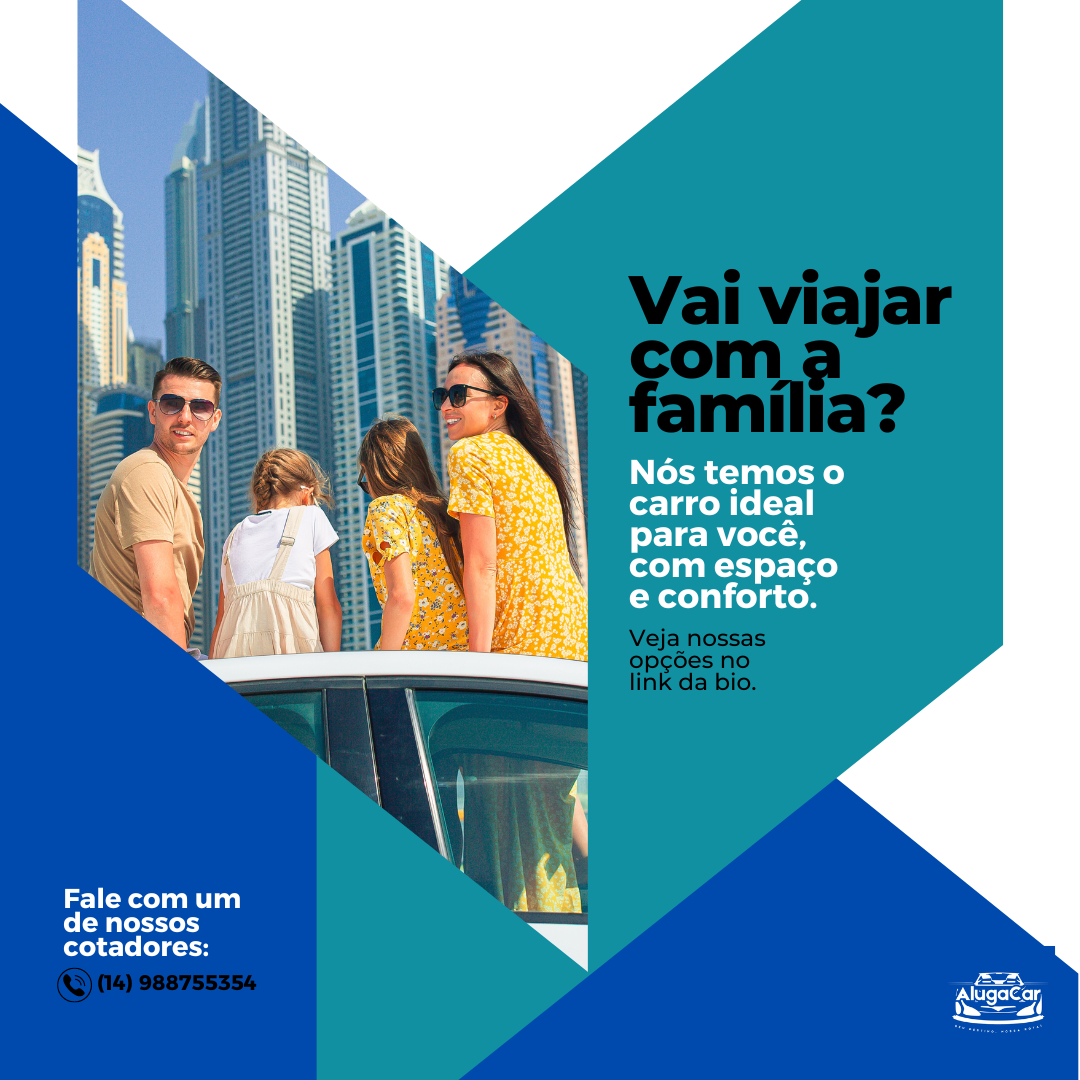 Vai viajar
com a
família?
Nós temos o
carro ideal
para você,
com espaço
e conforto.
Veja nossas
opções no
link da bio.
Fale com um
de nossos
cotadores:
(14) 988755354
AlugaCar